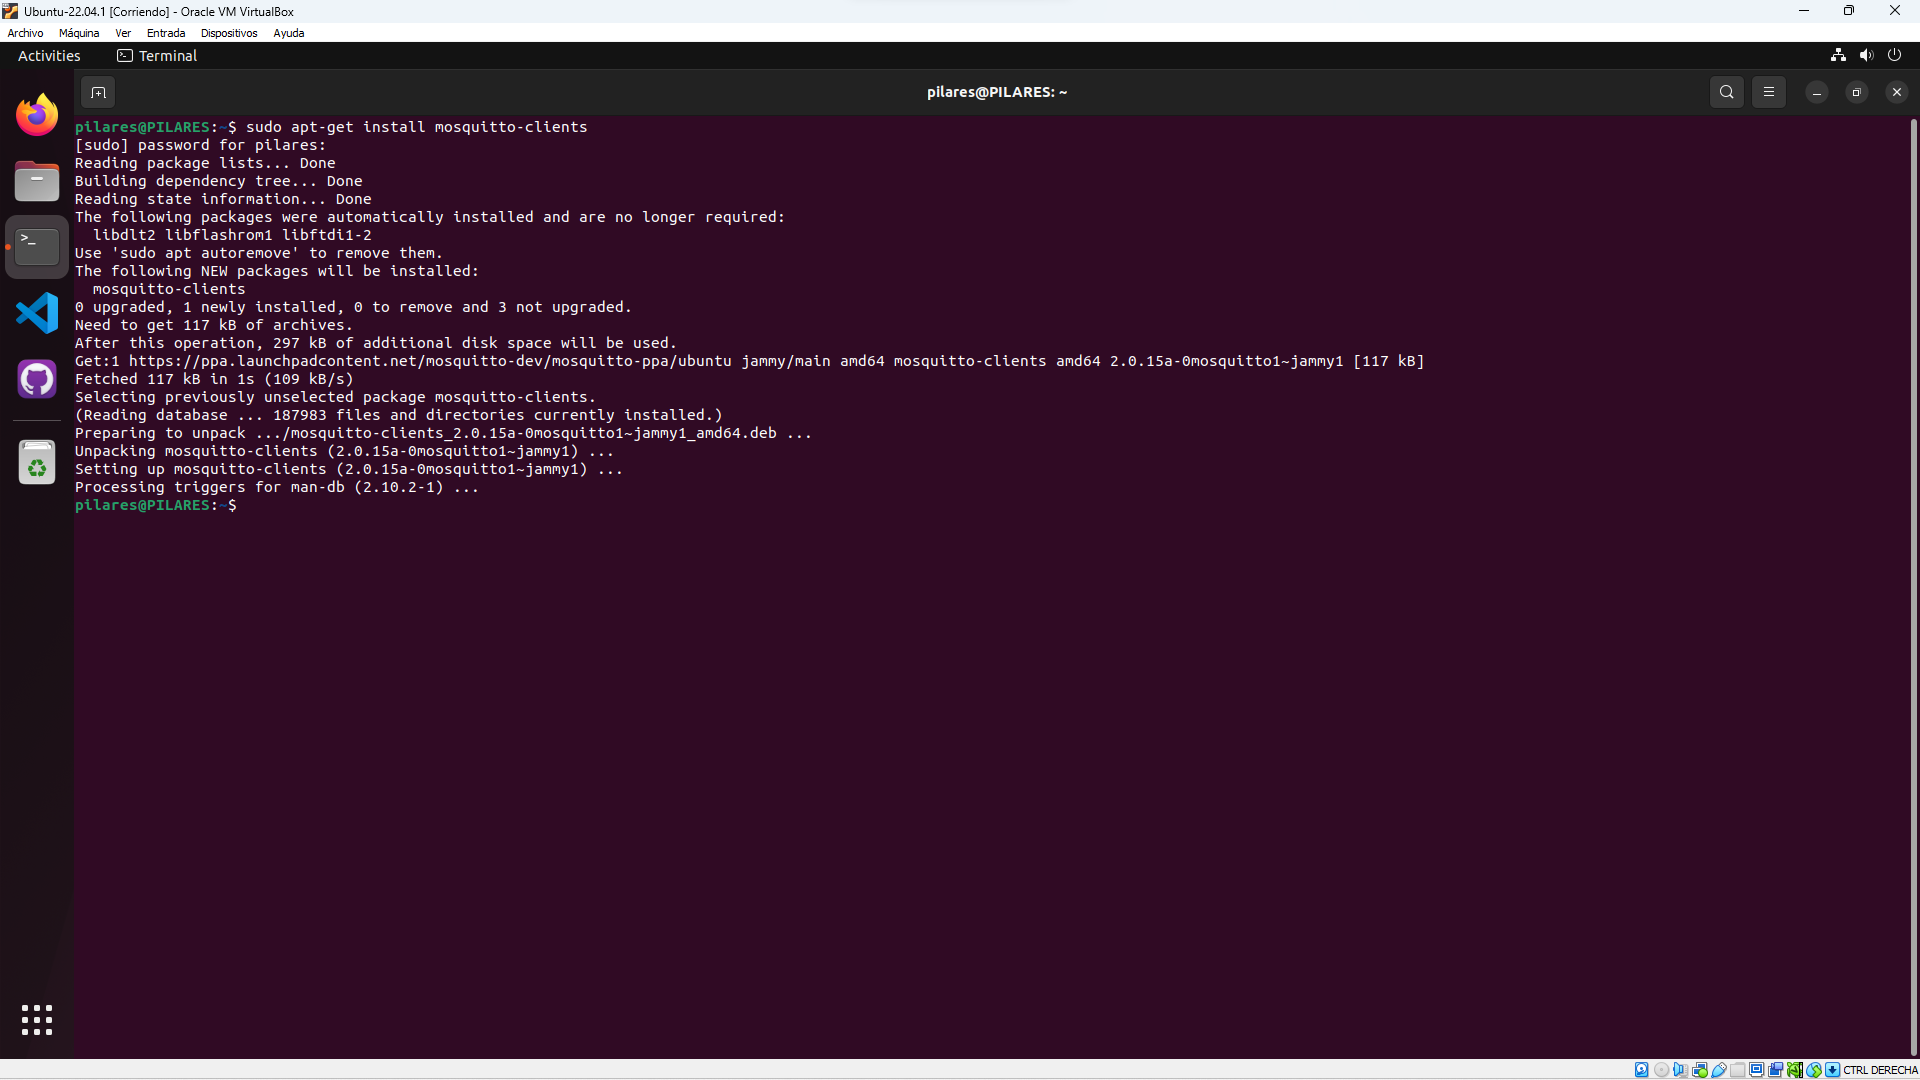 Ubuntu-22.04.1 [Corriendo] - Oracle VM VirtualBox
Archivo Máquina Ver Entrada Dispositivos Ayuda
Activities Terminal
pilares@PILARES: ~
pilares@PILARES:~$ sudo apt-get install mosquitto-clients
[sudo] password for pilares:
Reading package lists... Done
Building dependency tree... Done
Reading state information... Done
The following packages were automatically installed and are no longer required:
  libdlt2 libflashrom1 libftdi1-2
Use 'sudo apt autoremove' to remove them.
The following NEW packages will be installed:
  mosquitto-clients
0 upgraded, 1 newly installed, 0 to remove and 3 not upgraded.
Need to get 117 kB of archives.
After this operation, 297 kB of additional disk space will be used.
Get:1 https://ppa.launchpadcontent.net/mosquitto-dev/mosquitto-ppa/ubuntu jammy/main amd64 mosquitto-clients amd64 2.0.15a-0mosquitto1~jammy1 [117 kB]
Fetched 117 kB in 1s (109 kB/s)
Selecting previously unselected package mosquitto-clients.
(Reading database ... 187983 files and directories currently installed.)
Preparing to unpack .../mosquitto-clients_2.0.15a-0mosquitto1~jammy1_amd64.deb ...
Unpacking mosquitto-clients (2.0.15a-0mosquitto1~jammy1) ...
Setting up mosquitto-clients (2.0.15a-0mosquitto1~jammy1) ...
Processing triggers for man-db (2.10.2-1) ...
pilares@PILARES:~$
CTRL DERECHA